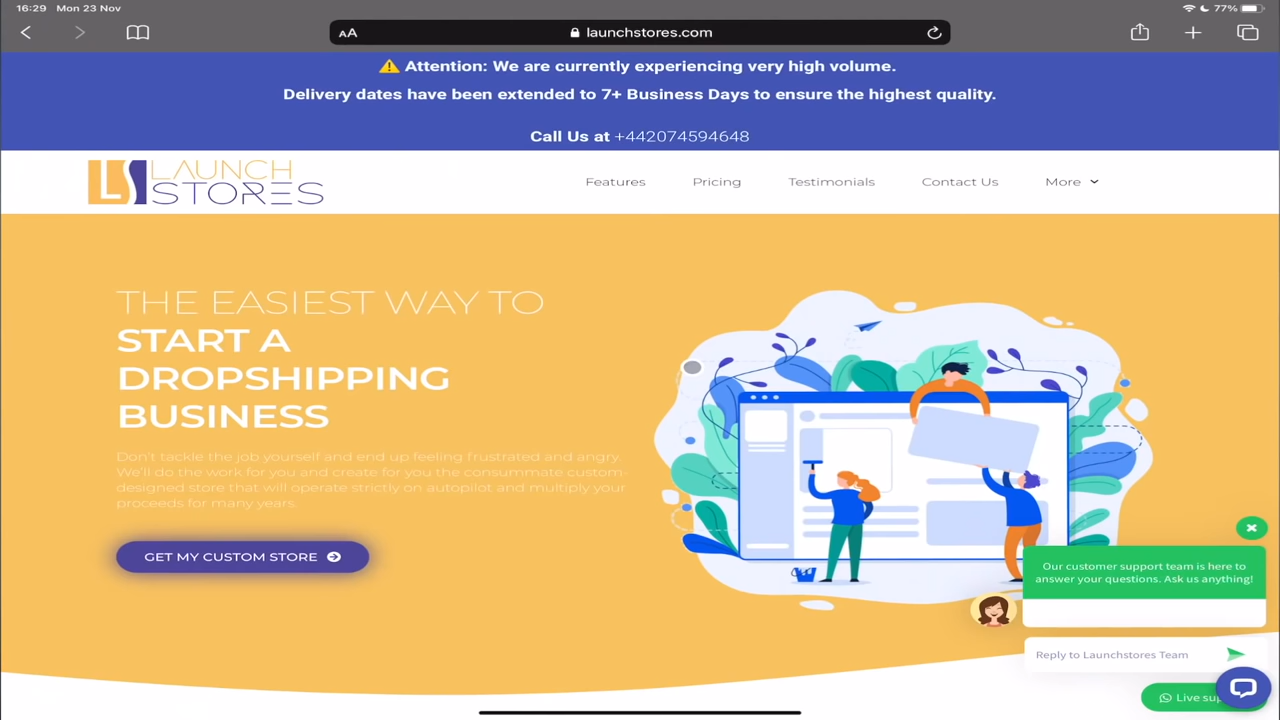 16:29 Mon 23 Nov
77%
AA
launchstores.com
Attention: We are currently experiencing very high volume.
Delivery dates have been extended to 7+ Business Days to ensure the highest quality.
Call Us at +442074594648
LS LAUNCH
STORES
Features
Pricing
Testimonials
Contact Us
More
THE EASIEST WAY TO
START A
DROPSHIPPING
BUSINESS
Don't tackle the job yourself and end up feeling frustrated and angry.
We'll do the work for you and create for you the consummate custom-
designed store that will operate strictly on autopilot and multiply your
proceeds for many years.
GET MY CUSTOM STORE
Our customer support team is here to
answer your questions. Ask us anything!
Reply to Launchstores Team
Live